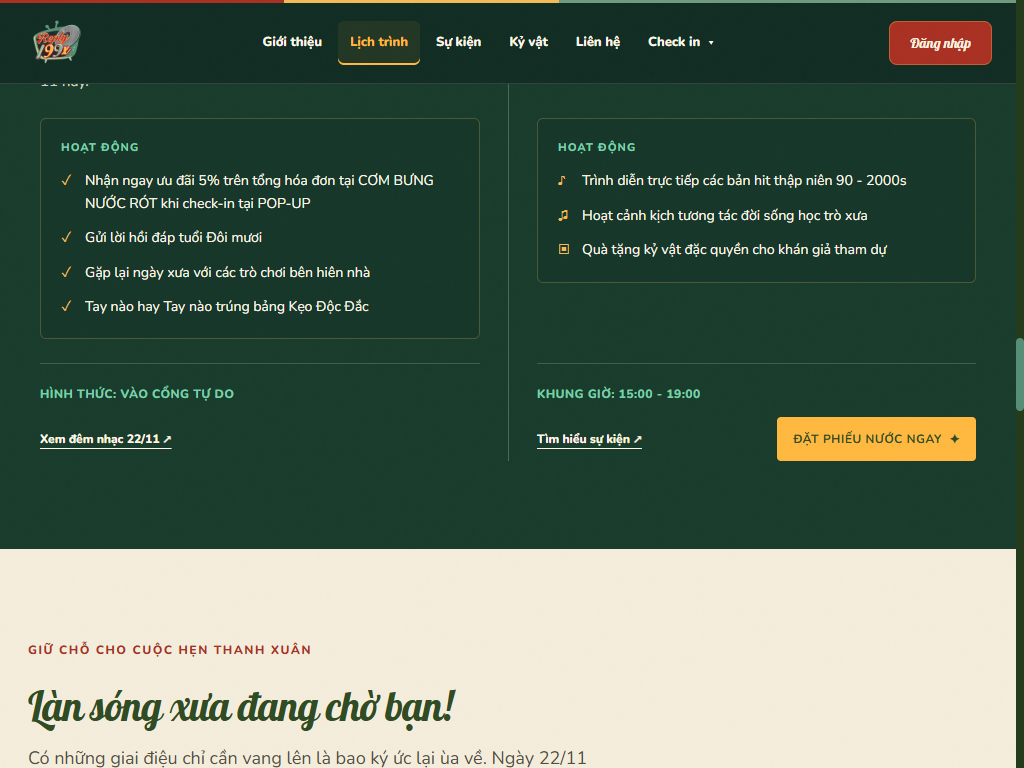 Ready
Y99x
Giới thiệu
Lịch trình
Sự kiện
Kỷ vật
Liên hệ
Check in
Đăng nhập
HOẠT ĐỘNG
✓ Nhận ngay ưu đãi 5% trên tổng hóa đơn tại CƠM BƯNG
NƯỚC RÓT khi check-in tại POP-UP
✓ Gửi lời hồi đáp tuổi Đôi mươi
✓ Gặp lại ngày xưa với các trò chơi bên hiên nhà
✓ Tay nào hay Tay nào trúng bảng Kẹo Độc Đắc
HÌNH THỨC: VÀO CỔNG TỰ DO
Xem đêm nhạc 22/11 ↗
HOẠT ĐỘNG
♪ Trình diễn trực tiếp các bản hit thập niên 90 - 2000s
♫ Hoạt cảnh kịch tương tác đời sống học trò xưa
▣ Quà tặng kỷ vật đặc quyền cho khán giả tham dự
KHUNG GIỜ: 15:00 - 19:00
Tìm hiểu sự kiện ↗
ĐẶT PHIẾU NƯỚC NGAY ✦
GIỮ CHỖ CHO CUỘC HẸN THANH XUÂN
Làn sóng xưa đang chờ bạn!
Có những giai điệu chỉ cần vang lên là bao ký ức lại ùa về. Ngày 22/11